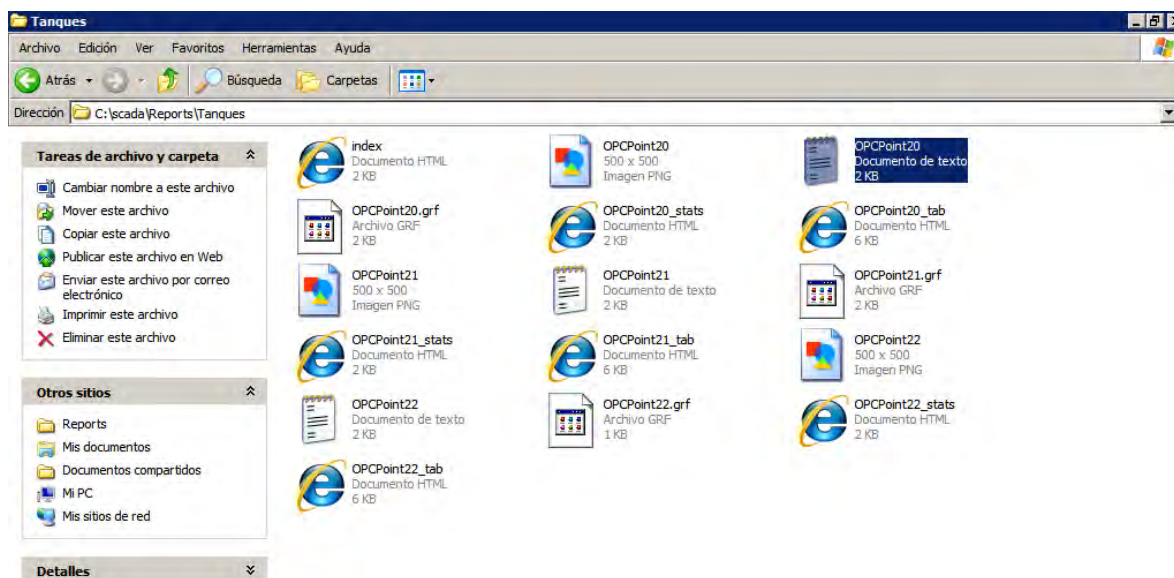 Tanques
Archivo Edición Ver Favoritos Herramientas Ayuda
Atrás Búsqueda Carpetas
Dirección C:\scada\Reports\Tanques
Tareas de archivo y carpeta
Cambiar nombre a este archivo
Mover este archivo
Copiar este archivo
Publicar este archivo en Web
Enviar este archivo por correo
electrónico
Imprimir este archivo
Eliminar este archivo
Otros sitios
Reports
Mis documentos
Documentos compartidos
Mi PC
Mis sitios de red
Detalles
index
Documento HTML
2 KB
OPCPoint20
500 x 500
Imagen PNG
OPCPoint20
Documento de texto
2 KB
OPCPoint20.grf
Archivo GRF
2 KB
OPCPoint20_stats
Documento HTML
2 KB
OPCPoint20_tab
Documento HTML
6 KB
OPCPoint21
500 x 500
Imagen PNG
OPCPoint21
Documento de texto
2 KB
OPCPoint21.grf
Archivo GRF
2 KB
OPCPoint21_stats
Documento HTML
2 KB
OPCPoint21_tab
Documento HTML
6 KB
OPCPoint22
500 x 500
Imagen PNG
OPCPoint22
Documento de texto
2 KB
OPCPoint22.grf
Archivo GRF
1 KB
OPCPoint22_stats
Documento HTML
2 KB
OPCPoint22_tab
Documento HTML
6 KB